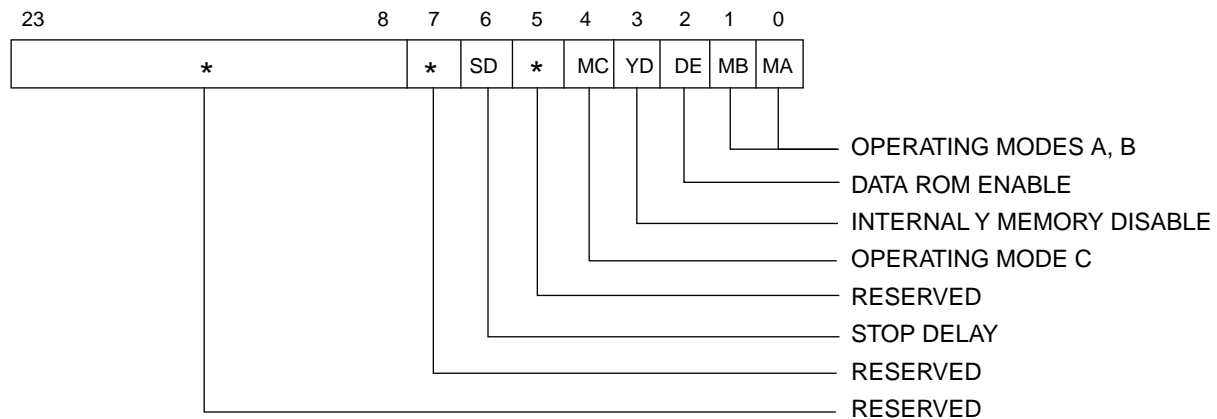 23 8 7 6 5 4 3 2 1 0
* * SD * MC YD DE MB MA
OPERATING MODES A, B
DATA ROM ENABLE
INTERNAL Y MEMORY DISABLE
OPERATING MODE C
RESERVED
STOP DELAY
RESERVED
RESERVED